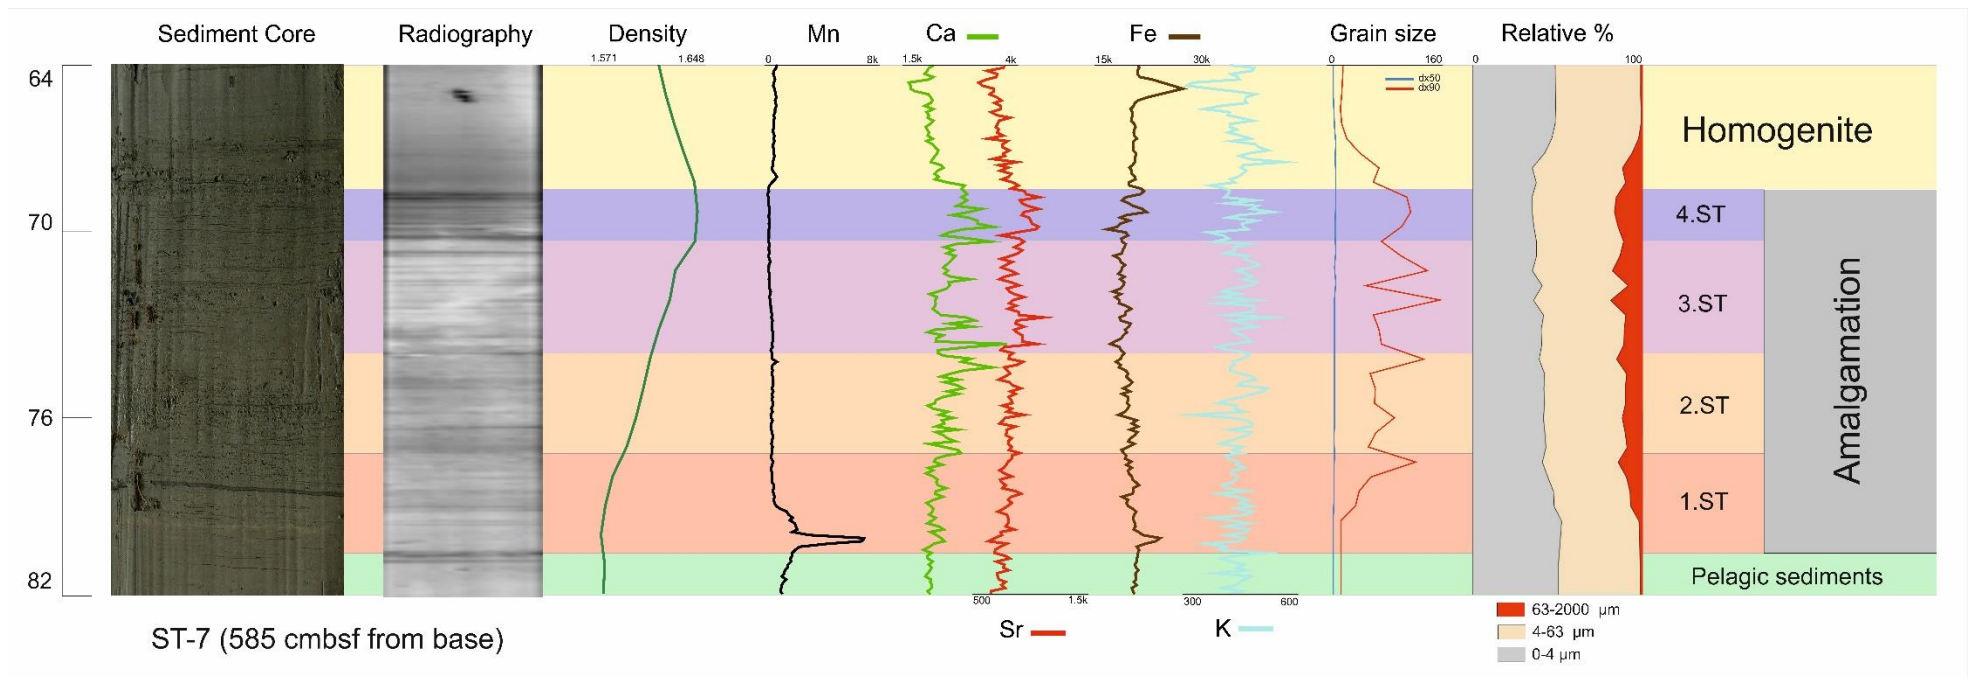 Sediment Core Radiography Density Mn Ca Fe Grain size Relative %
1.571 1.648 0 8k 1.5k 4k 15k 30k 0 160 0 100
64
dx50
dx90
Homogenite
70
4.ST
3.ST
Amalgamation
76
2.ST
1.ST
82
Pelagic sediments
500 1.5k 300 600
Sr K
63-2000 µm
4-63 µm
0-4 µm
ST-7 (585 cmbsf from base)